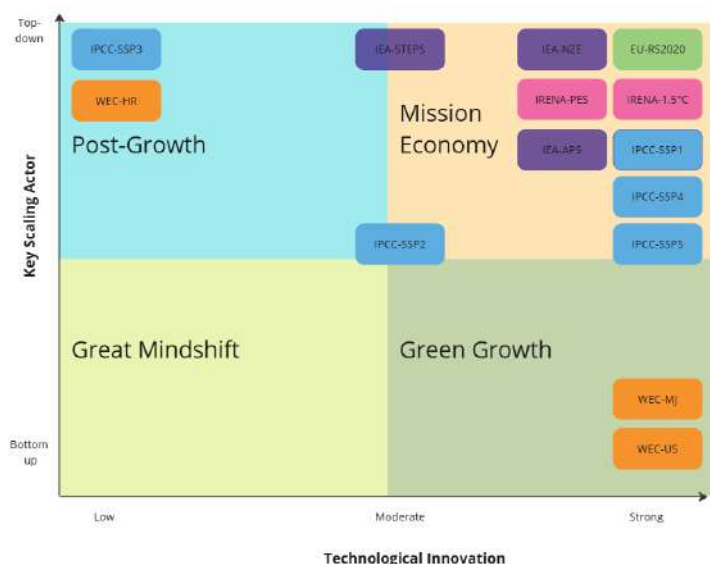 Top-
down
IPCC-SSP3
IEA-STEPS
IEA-NZE
EU-RS2020
WEC-HR
IRENA-PES
IRENA-1.5°C
Post-Growth
Mission
Economy
IEA-APS
IPCC-SSP1
IPCC-SSP4
IPCC-SSP2
IPCC-SSP5
Key Scaling Actor
Great Mindshift
Green Growth
WEC-MJ
WEC-US
Bottom
up
Low
Moderate
Strong
Technological Innovation